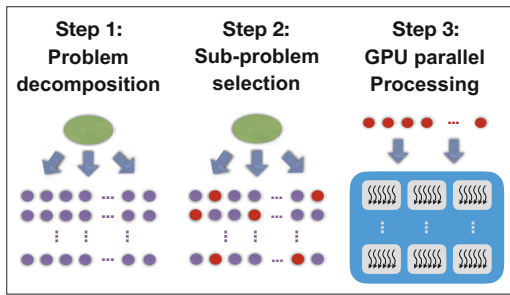 Step 1:
Problem
decomposition
Step 2:
Sub-problem
selection
Step 3:
GPU parallel
Processing